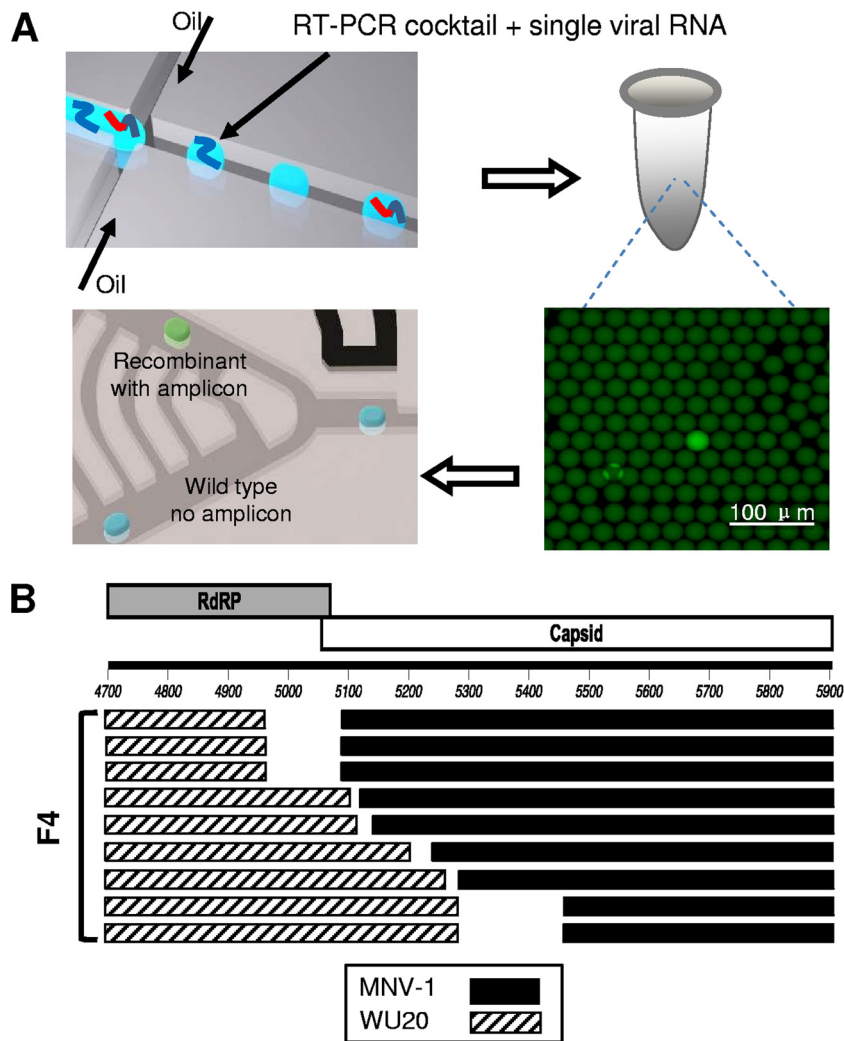 A
Oil
RT-PCR cocktail + single viral RNA
Oil
Recombinant
with amplicon
Wild type
no amplicon
100 μm
B
RdRP
Capsid
4700 4800 4900 5000 5100 5200 5300 5400 5500 5600 5700 5800 5900
F4
MNV-1
WU20